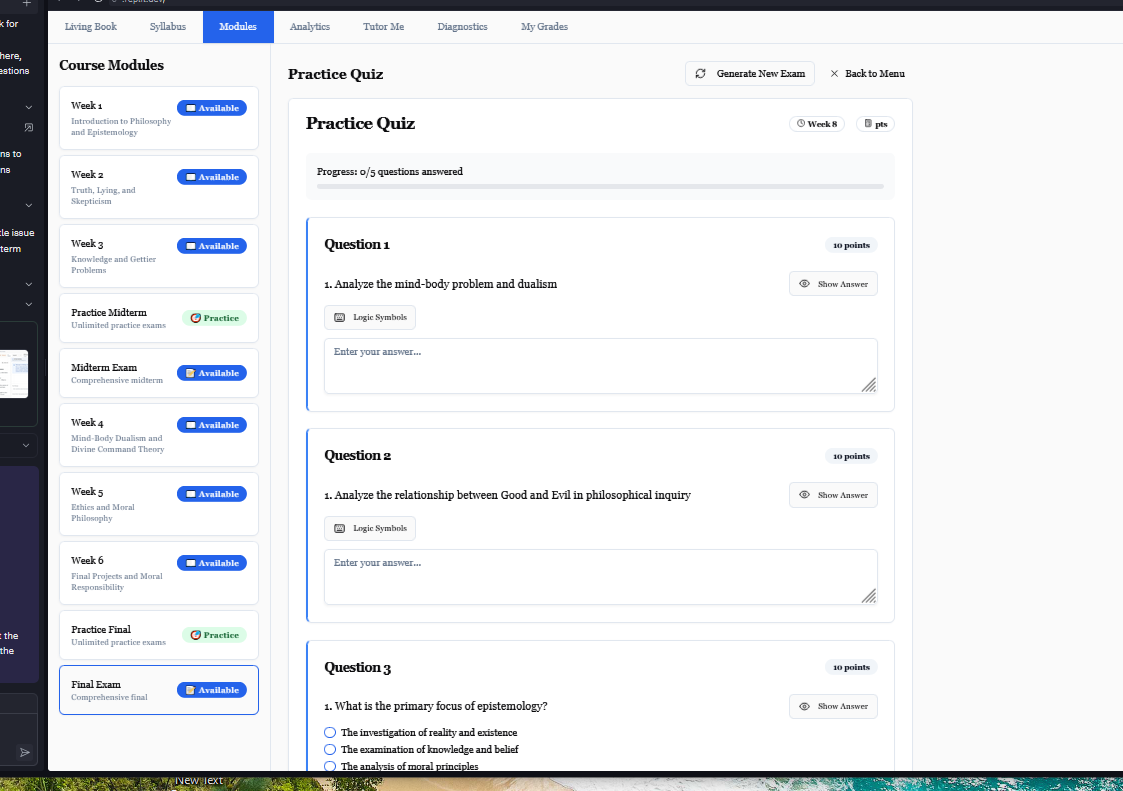 k for
here,
estions
ns to
ns
tle issue
term
t the
the
.replit.dev/
Living Book
Syllabus
Modules
Analytics
Tutor Me
Diagnostics
My Grades
Course Modules
Week 1
Available
Introduction to Philosophy
and Epistemology
Week 2
Available
Truth, Lying, and
Skepticism
Week 3
Available
Knowledge and Gettier
Problems
Practice Midterm
Practice
Unlimited practice exams
Midterm Exam
Available
Comprehensive midterm
Week 4
Available
Mind-Body Dualism and
Divine Command Theory
Week 5
Available
Ethics and Moral
Philosophy
Week 6
Available
Final Projects and Moral
Responsibility
Practice Final
Practice
Unlimited practice exams
Final Exam
Available
Comprehensive final
Practice Quiz
Generate New Exam
Back to Menu
Practice Quiz
Week 8
pts
Progress: 0/5 questions answered
Question 1
10 points
1. Analyze the mind-body problem and dualism
Show Answer
Logic Symbols
Enter your answer...
Question 2
10 points
1. Analyze the relationship between Good and Evil in philosophical inquiry
Show Answer
Logic Symbols
Enter your answer...
Question 3
10 points
1. What is the primary focus of epistemology?
Show Answer
The investigation of reality and existence
The examination of knowledge and belief
The analysis of moral principles
New Text